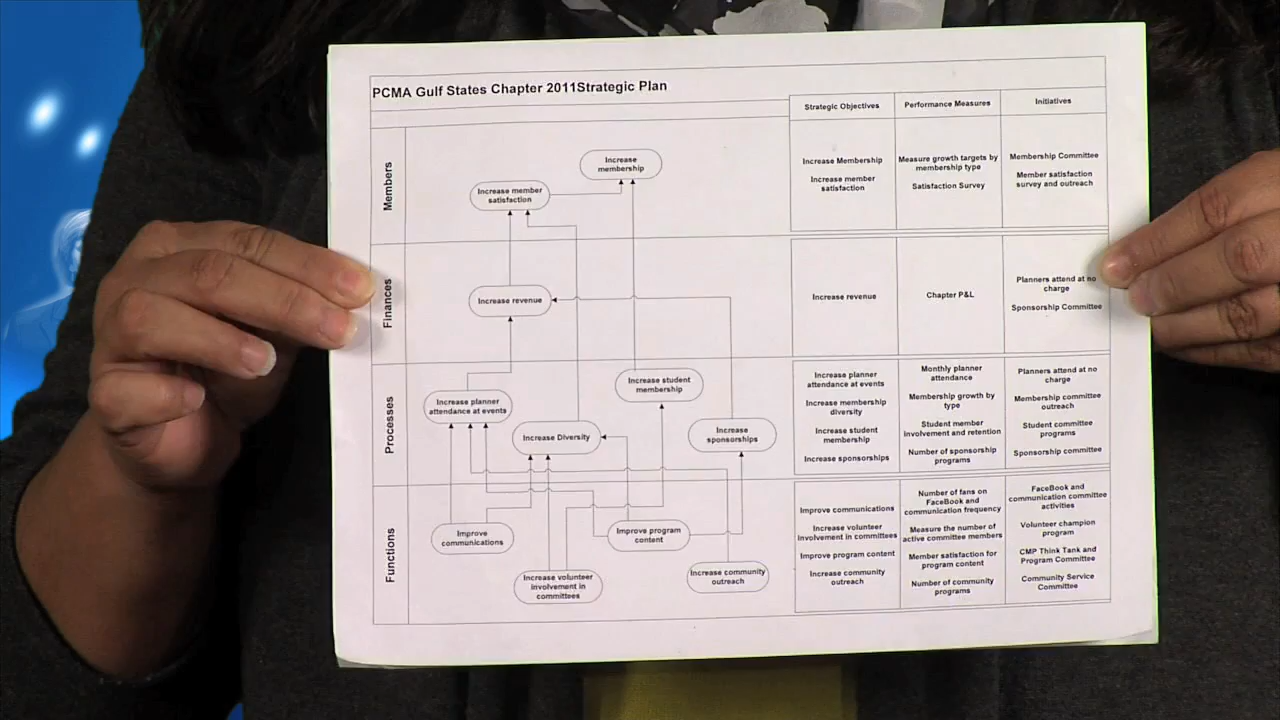 PCMA Gulf States Chapter 2011Strategic Plan
Strategic Objectives
Performance Measures
Initiatives
Members
Increase
membership
Increase member
satisfaction
Increase Membership
Increase member
satisfaction
Measure growth targets by
membership type
Satisfaction Survey
Membership Committee
Member satisfaction
survey and outreach
Finances
Increase revenue
Increase revenue
Chapter P&L
Planners attend at no
charge
Sponsorship Committee
Processes
Increase planner
attendance at events
Increase student
membership
Increase Diversity
Increase
sponsorships
Increase planner
attendance at events
Increase membership
diversity
Increase student
membership
Increase sponsorships
Monthly planner
attendance
Membership growth by
type
Student member
involvement and retention
Number of sponsorship
programs
Planners attend at no
charge
Membership committee
outreach
Student committee
programs
Sponsorship committee
Functions
Improve
communications
Improve program
content
Increase volunteer
involvement in
committees
Increase community
outreach
Improve communications
Increase volunteer
involvement in committees
Improve program content
Increase community
outreach
Number of fans on
FaceBook and
communication frequency
Measure the number of
active committee members
Member satisfaction for
program content
Number of community
programs
FaceBook and
communication committee
activities
Volunteer champion
program
CMP Think Tank and
Program Committee
Community Service
Committee